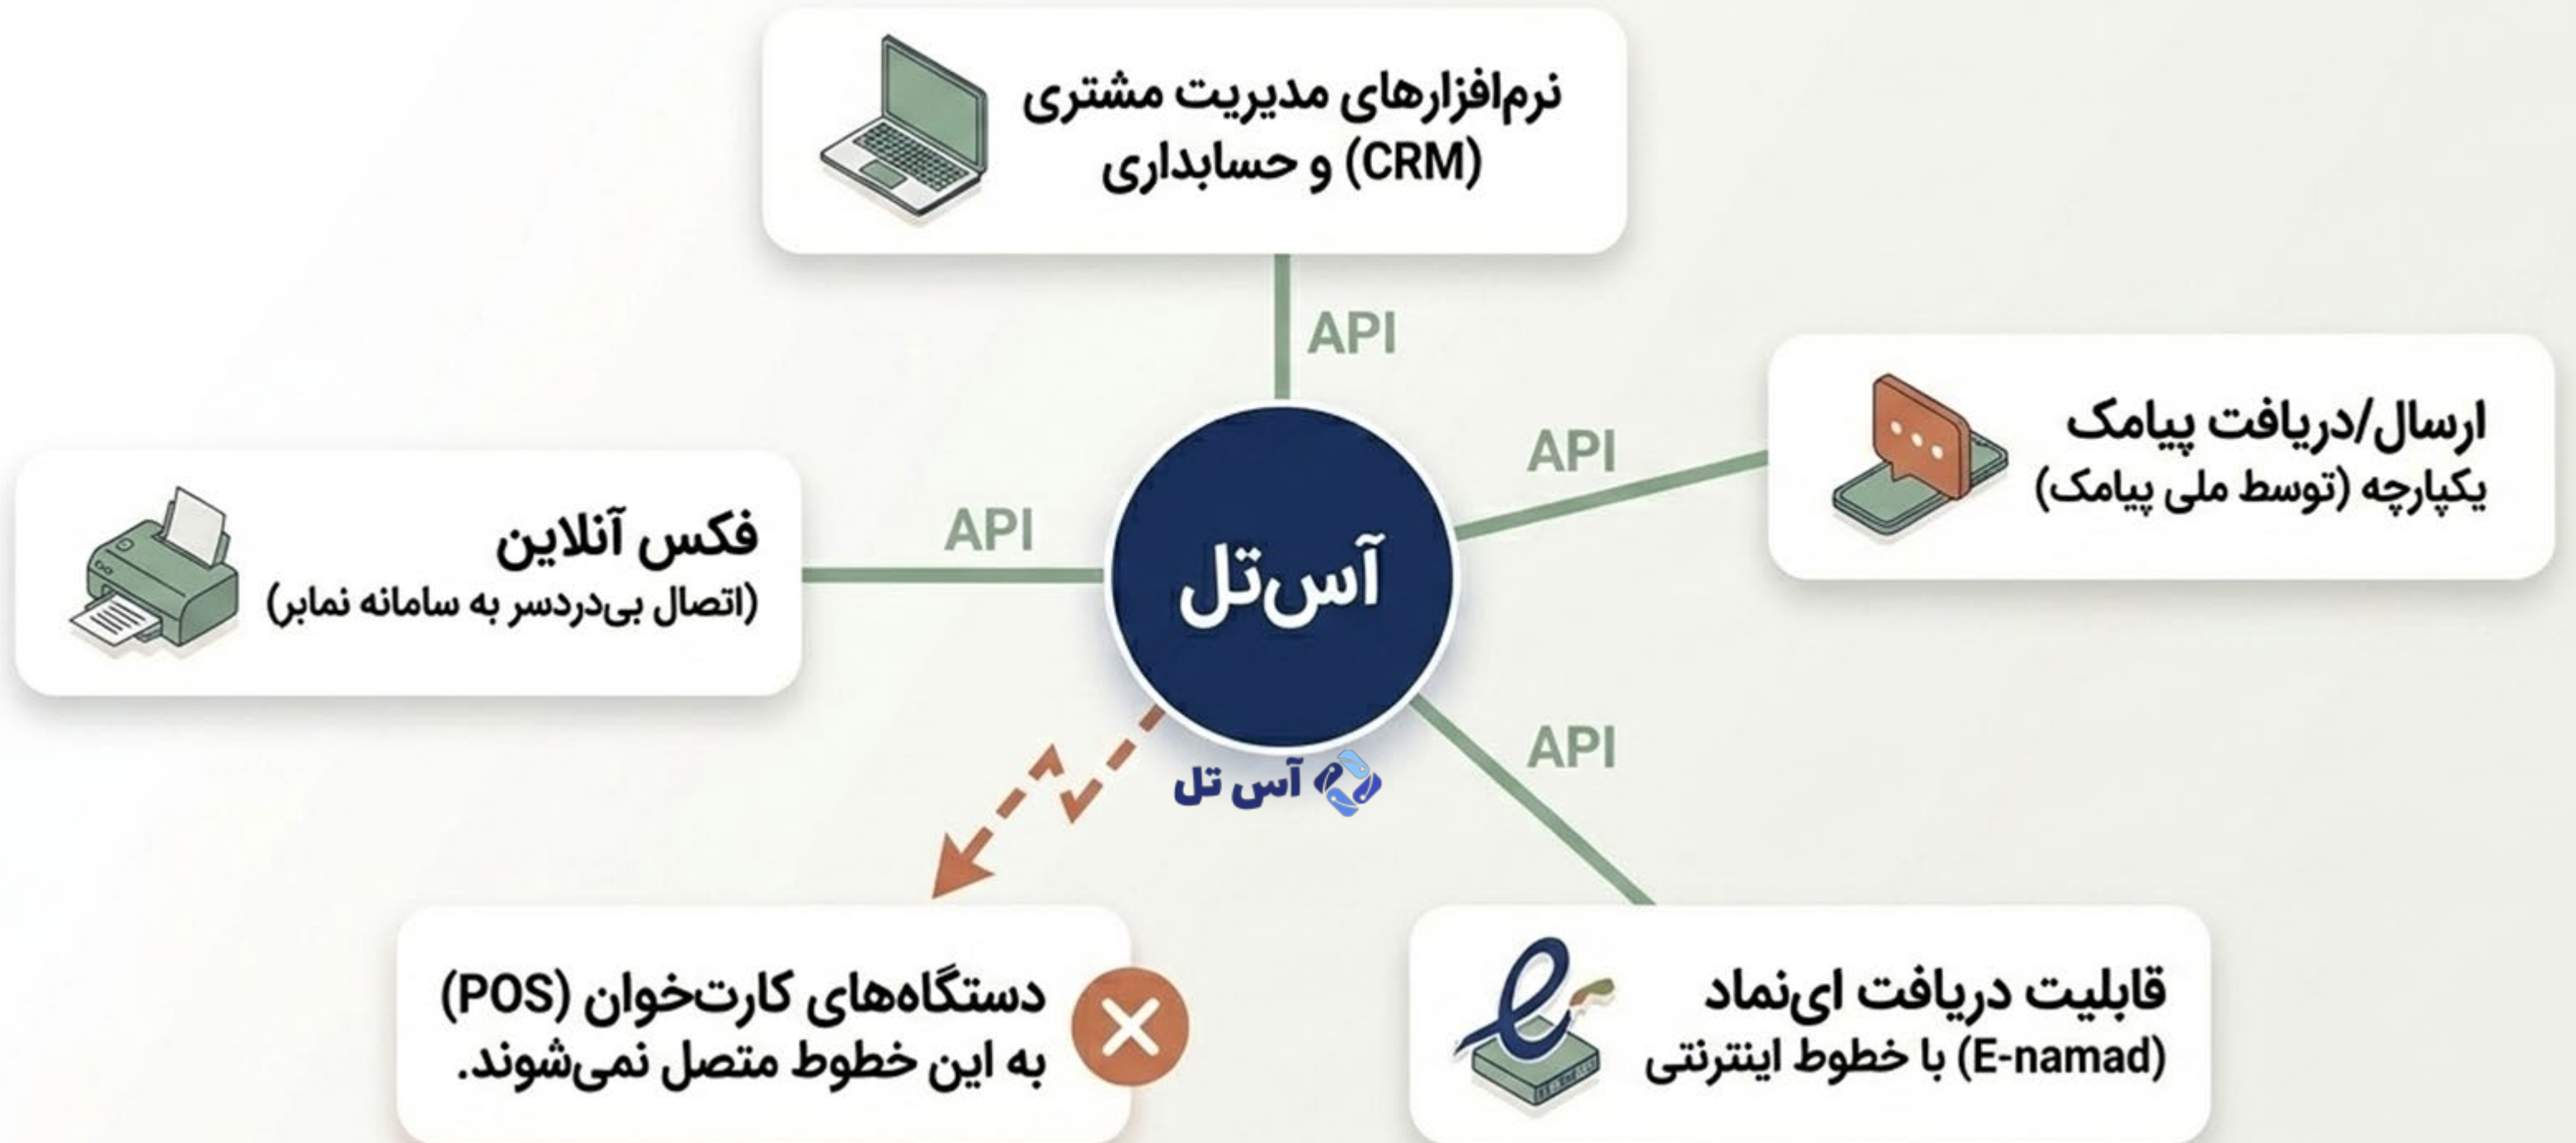 نرم‌افزارهای مدیریت مشتری
(CRM) و حسابداری
API
ارسال/دریافت پیامک
یکپارچه (توسط ملی پیامک)
API
فکس آنلاین
(اتصال بی‌دردسر به سامانه نمابر)
API
آس‌تل
آس تل
API
قابلیت دریافت ای‌نماد
(E-namad) با خطوط اینترنتی
دستگاه‌های کارت‌خوان (POS)
به این خطوط متصل نمی‌شوند.